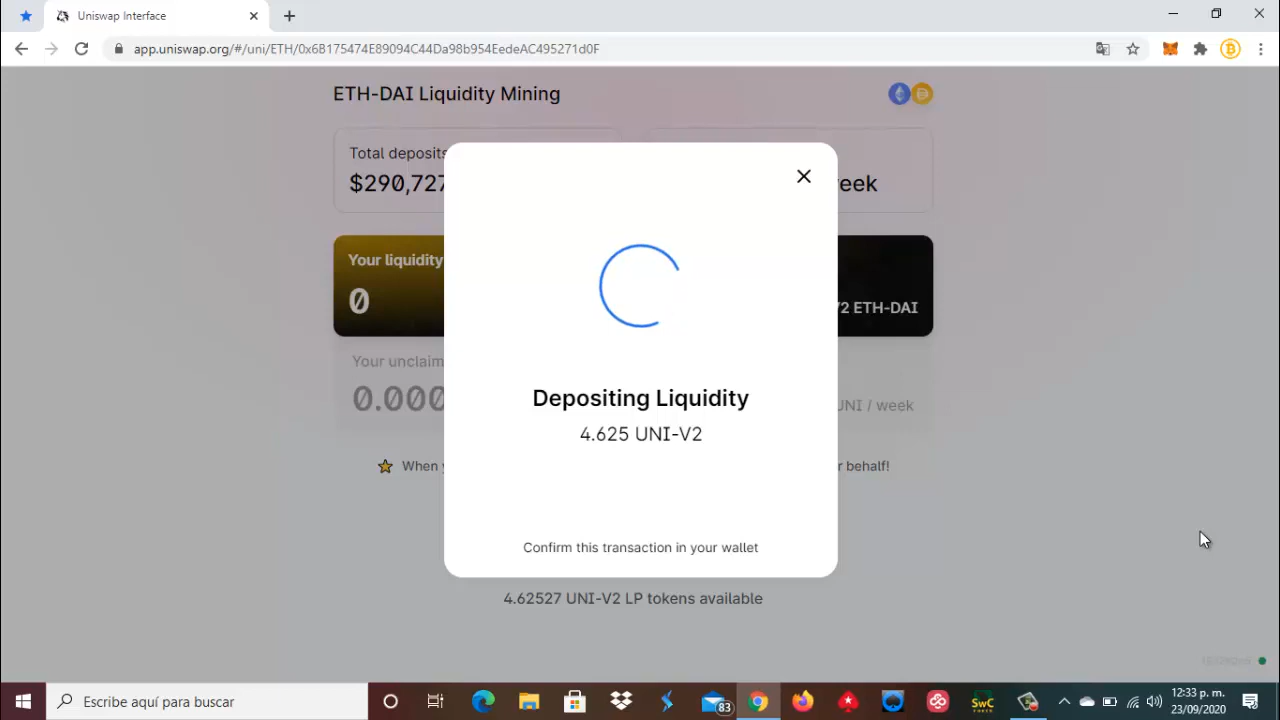 Uniswap Interface
app.uniswap.org/#/uni/ETH/0x6B175474E89094C44Da98b954EedeAC495271d0F
ETH-DAI Liquidity Mining
Total deposits
$290,727
eek
Your liquidity
0
V2 ETH-DAI
Your unclaim
0.000
UNI / week
When y
r behalf!
Depositing Liquidity
4.625 UNI-V2
Confirm this transaction in your wallet
4.62527 UNI-V2 LP tokens available
Escribe aquí para buscar
83
SwC
12:33 p. m.
23/09/2020